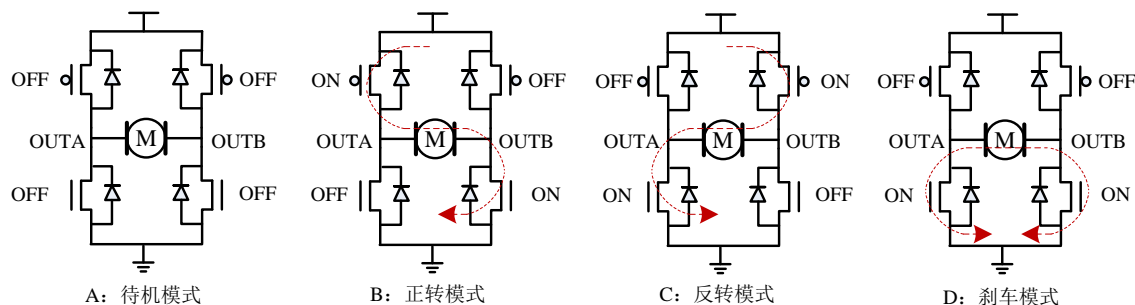 OFF OFF ON OFF OFF ON OFF OFF
OUTA M OUTB OUTA M OUTB OUTA M OUTB OUTA M OUTB
OFF OFF OFF ON ON OFF ON ON
A：待机模式 B：正转模式 C：反转模式 D：刹车模式